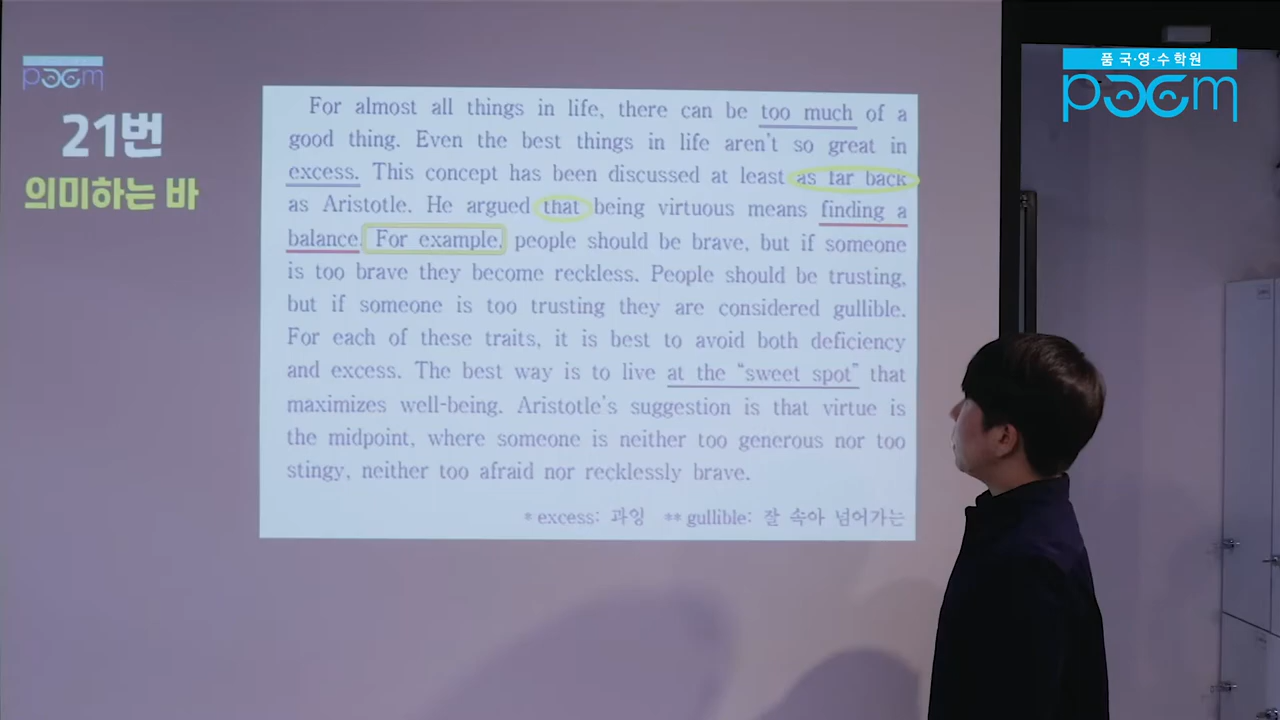 poem
21번
의미하는 바
품 국·영·수 학원
poem
For almost all things in life, there can be too much of a
good thing. Even the best things in life aren't so great in
excess. This concept has been discussed at least as far back
as Aristotle. He argued that being virtuous means finding a
balance. For example, people should be brave, but if someone
is too brave they become reckless. People should be trusting,
but if someone is too trusting they are considered gullible.
For each of these traits, it is best to avoid both deficiency
and excess. The best way is to live at the “sweet spot” that
maximizes well-being. Aristotle's suggestion is that virtue is
the midpoint, where someone is neither too generous nor too
stingy, neither too afraid nor recklessly brave.
* excess: 과잉 ** gullible: 잘 속아 넘어가는